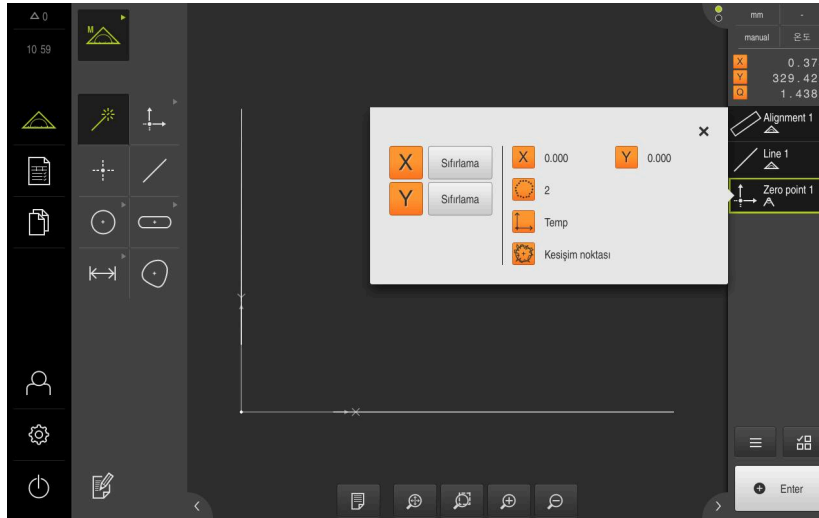 0
10 59
M
mm -
manual 온도
X 0.37
Y 329.42
Q 1.438
Alignment 1
Line 1
Zero point 1
X Sıfırlama
Y Sıfırlama
X 0.000 Y 0.000
2
Temp
Kesişim noktası
Enter